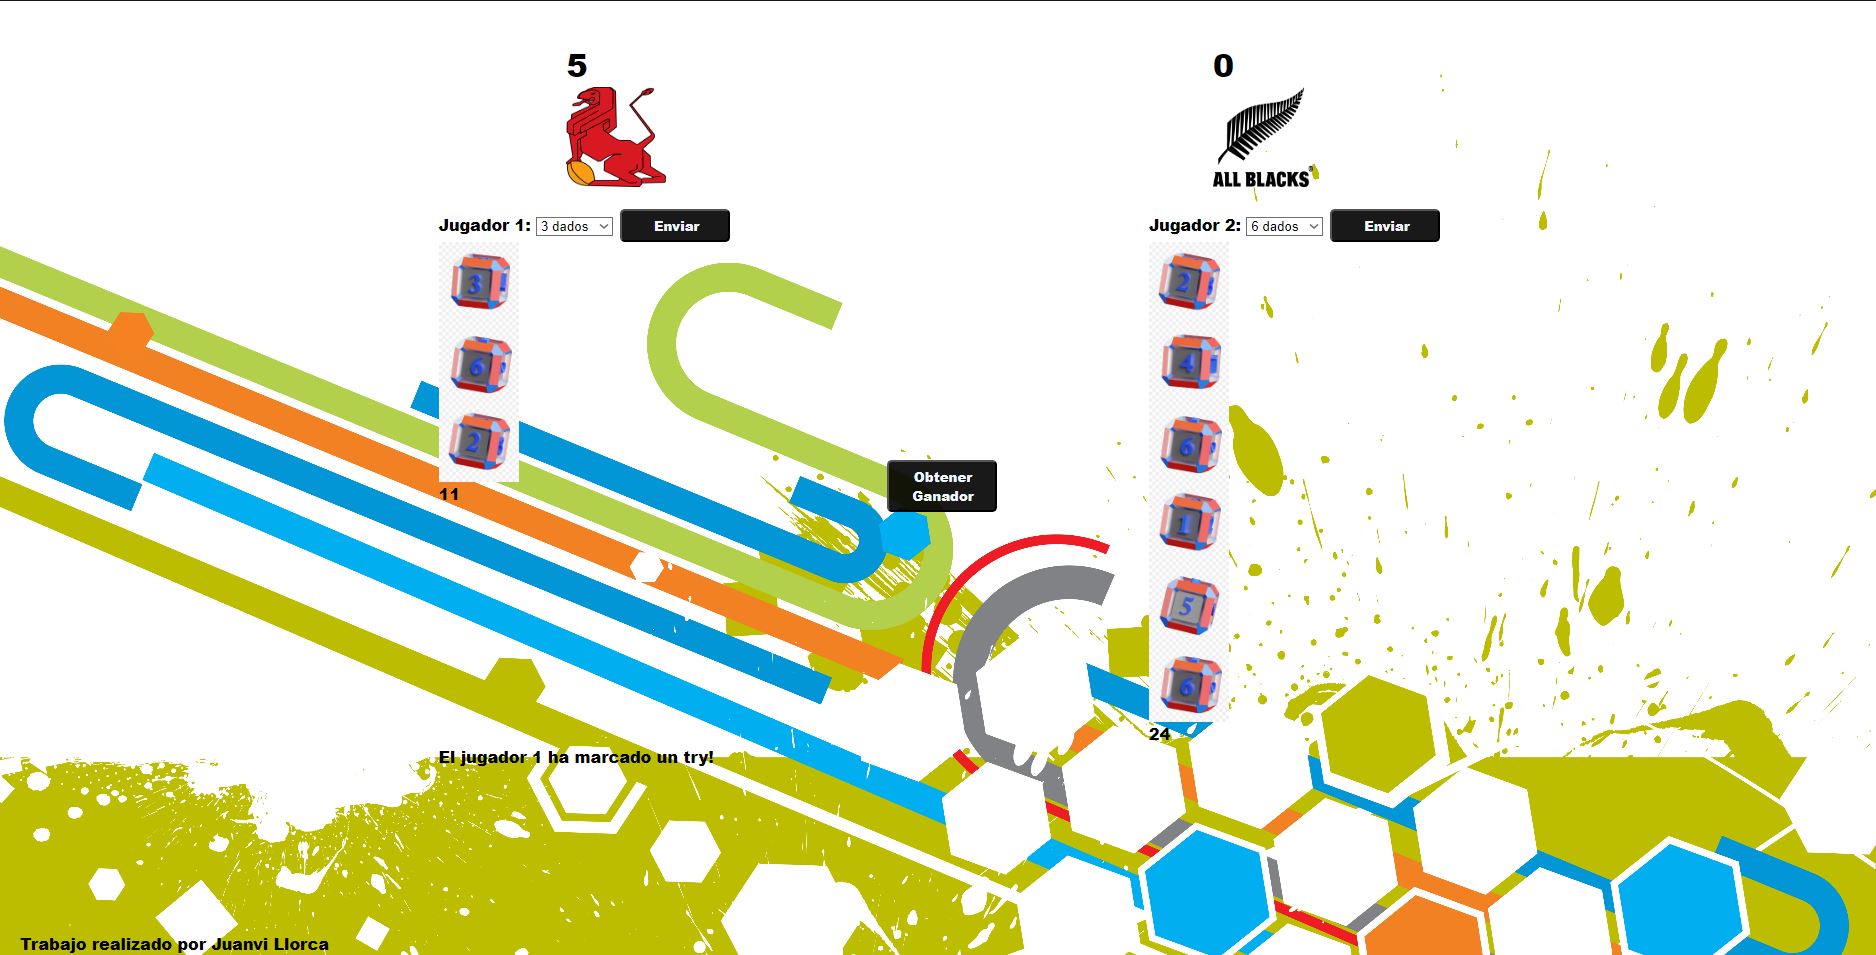 5
0
ALL BLACKS®
Jugador 1: 3 dados Enviar
Jugador 2: 6 dados Enviar
3
6
2
11
2
4
6
1
5
6
24
Obtener
Ganador
El jugador 1 ha marcado un try!
Trabajo realizado por Juanvi Llorca